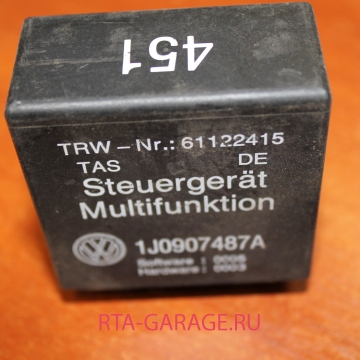 451
TRW – Nr.: 61122415
TAS DE
Steuergerät
Multifunktion
1J0907487A
Software : 0005
Hardware : 0003
RTA-GARAGE.RU